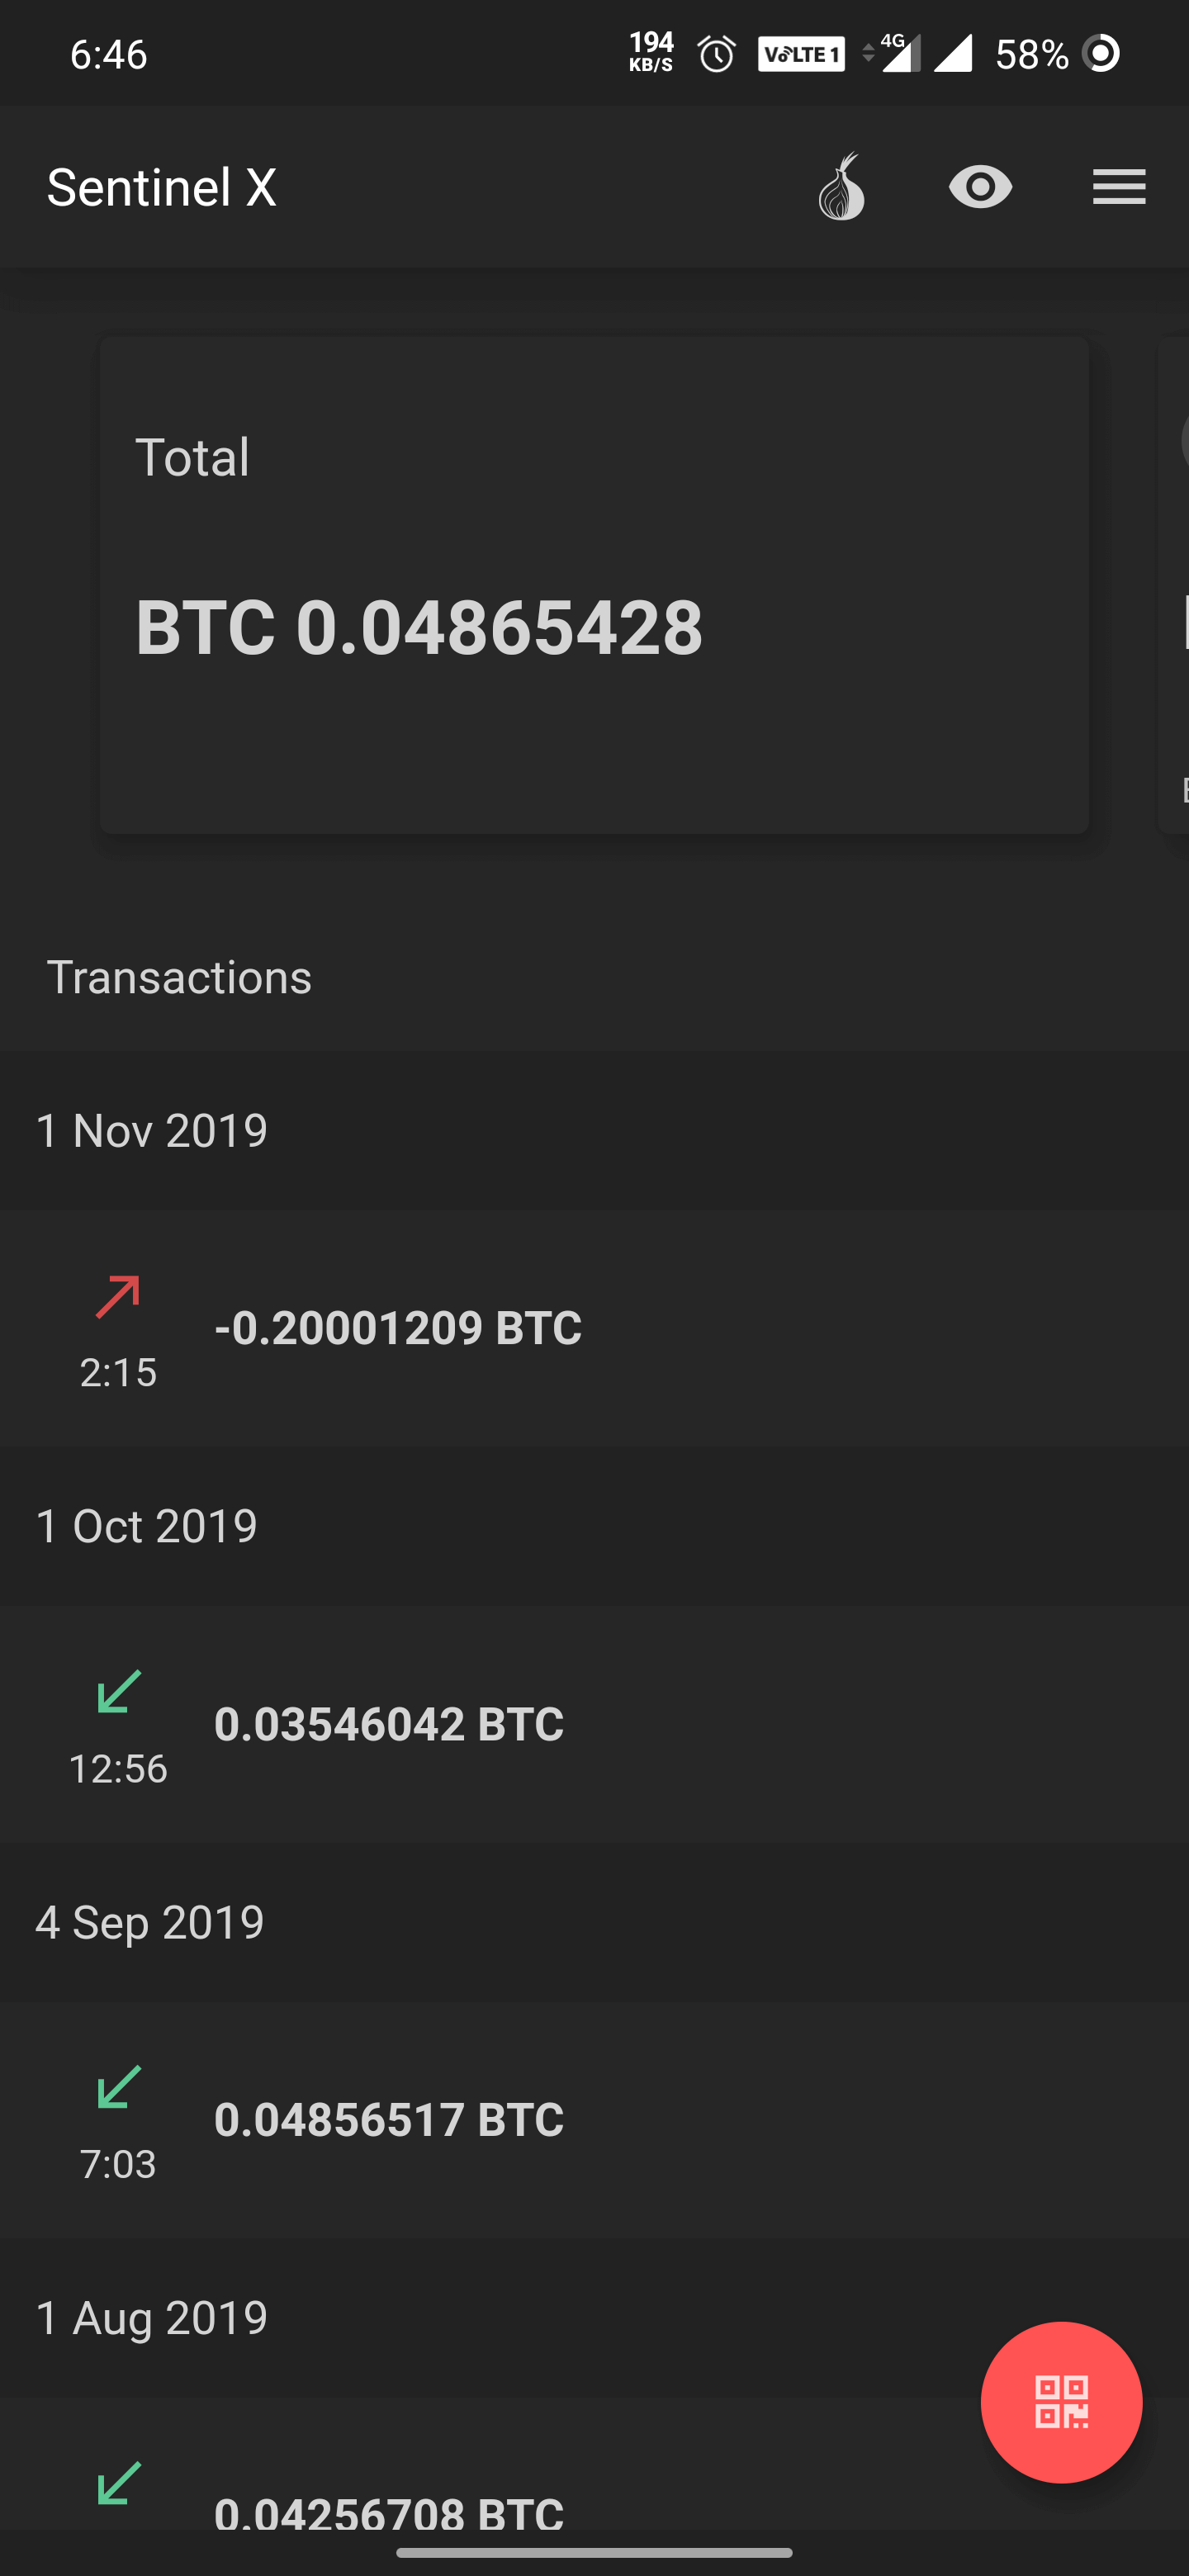 6:46
194
KB/S
VoLTE 1
4G
58%
Sentinel X
Total
BTC 0.04865428
Transactions
1 Nov 2019
-0.20001209 BTC
2:15
1 Oct 2019
0.03546042 BTC
12:56
4 Sep 2019
0.04856517 BTC
7:03
1 Aug 2019
0.04256708 BTC